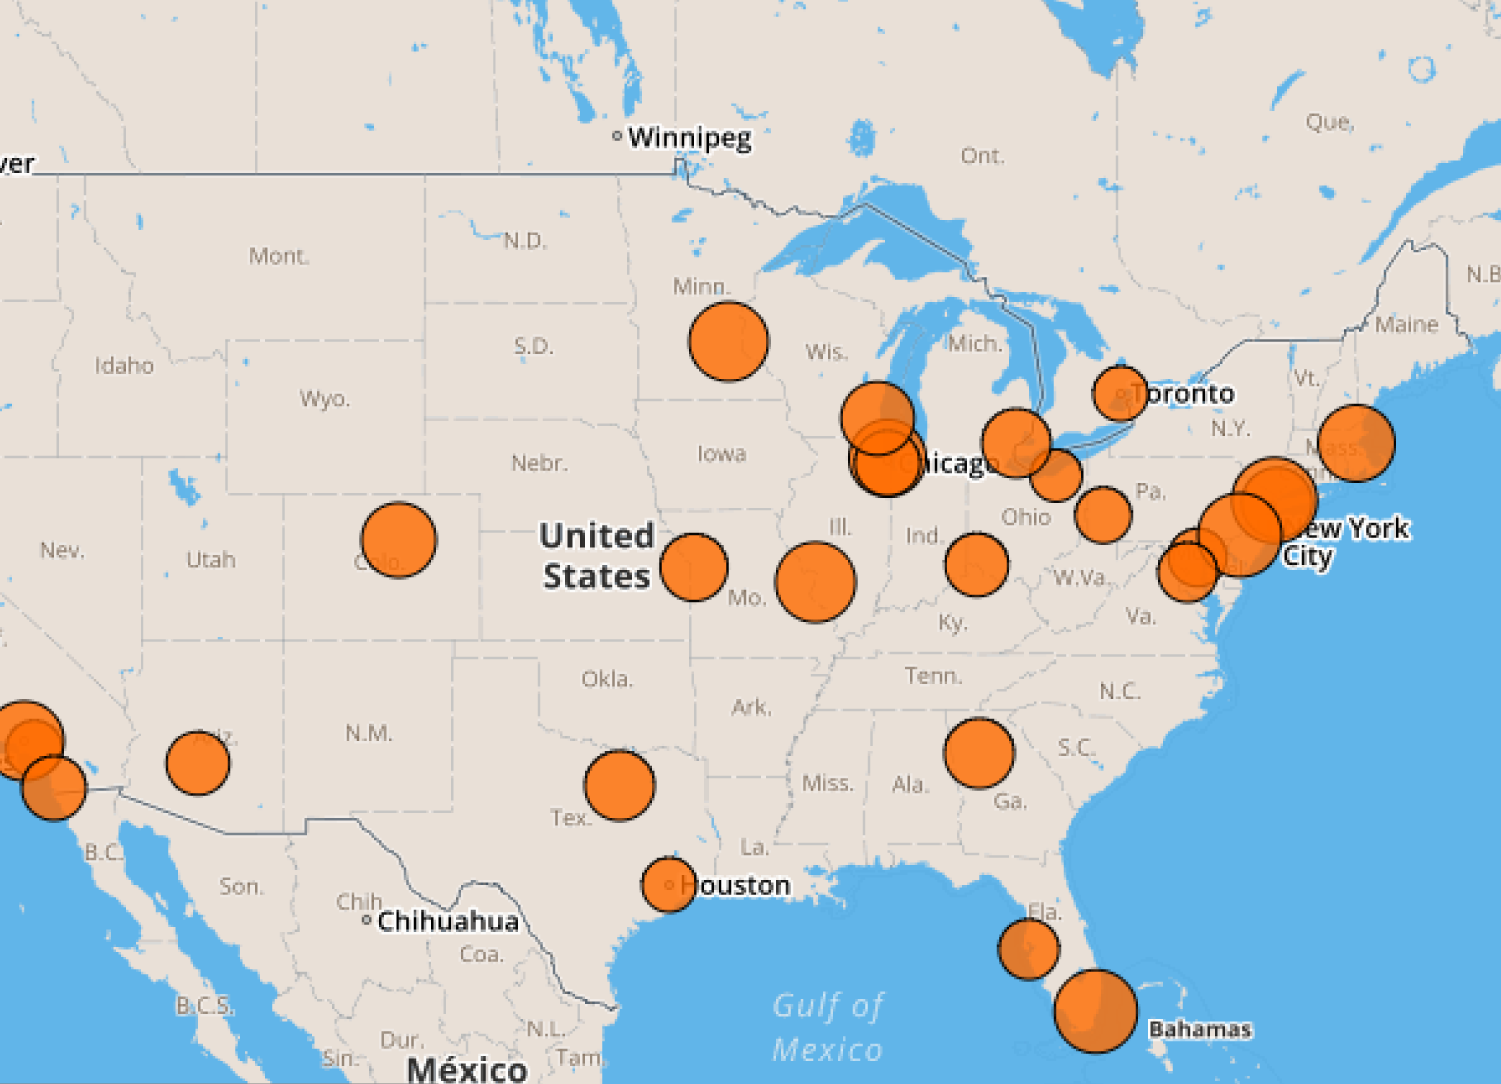 ver
Winnipeg
Ont.
Que.
Mont.
N.D.
Minn.
N.B
Maine
Idaho
S.D.
Wis.
Mich.
Vt.
Wyo.
Toronto
N.Y.
Mass.
Nebr.
Iowa
Chicago
Pa.
Nev.
Utah
Colo.
United
States
Ill.
Ind.
Ohio
New York
City
Mo.
W.Va.
Ky.
Va.
Okla.
Tenn.
N.C.
Ariz.
N.M.
Ark.
S.C.
Tex.
Miss.
Ala.
Ga.
B.C.
La.
Son.
Chih.
Chihuahua
Houston
Fla.
Coa.
B.C.S.
Gulf of
Mexico
Bahamas
Dur.
N.L.
Sin.
Tam
México